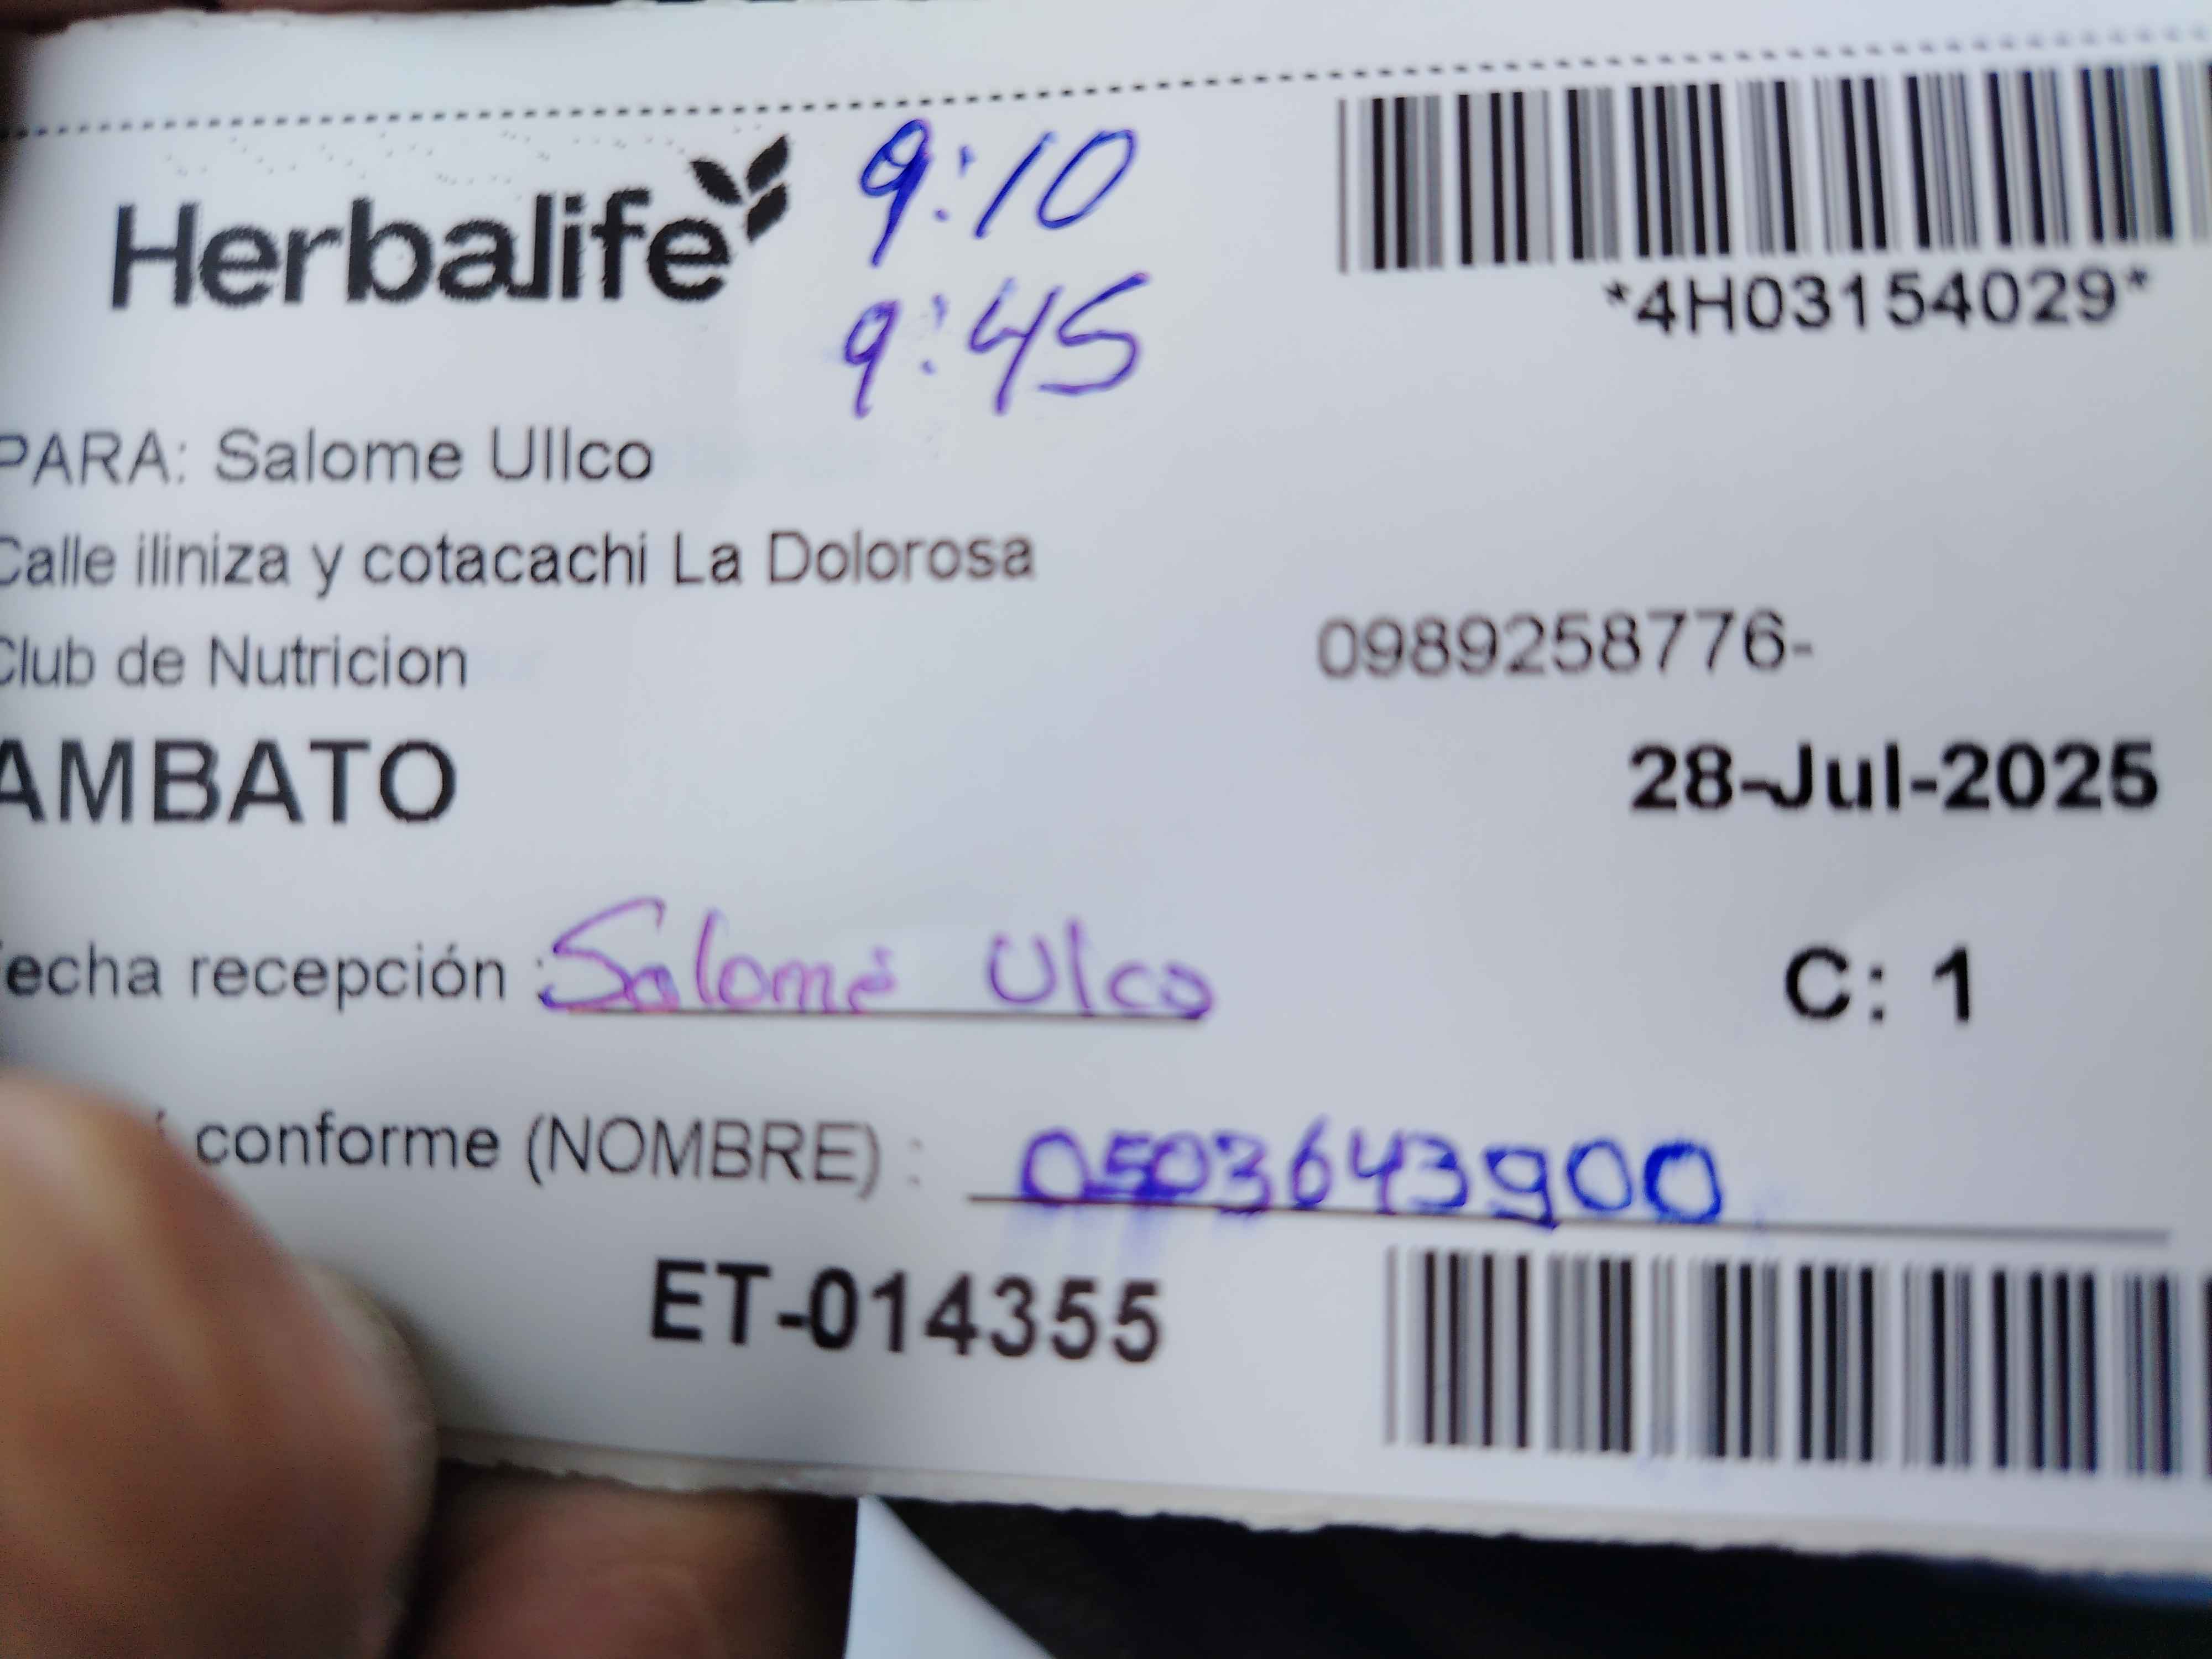 Herbalife
9:10
9:45
*4H03154029*
PARA: Salome Ullco
Calle iliniza y cotacachi La Dolorosa
Club de Nutricion
0989258776-
AMBATO
28-Jul-2025
fecha recepción : Salomé Ulco
C: 1
conforme (NOMBRE) : 0503643900
ET-014355